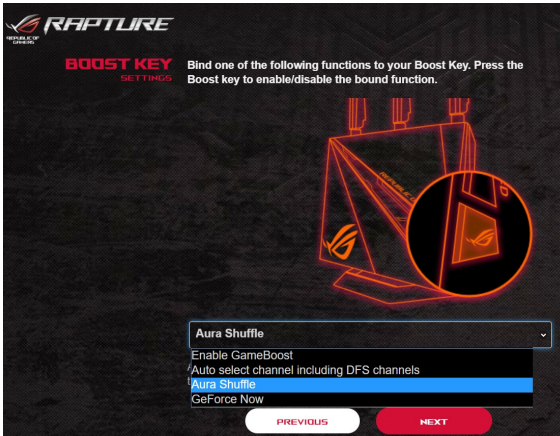 RAPTURE
REPUBLIC OF
GAMERS
BOOST KEY
SETTINGS
Bind one of the following functions to your Boost Key. Press the
Boost key to enable/disable the bound function.
REPUBLIC OF
Aura Shuffle
Enable GameBoost
Auto select channel including DFS channels
Aura Shuffle
GeForce Now
PREVIOUS
NEXT